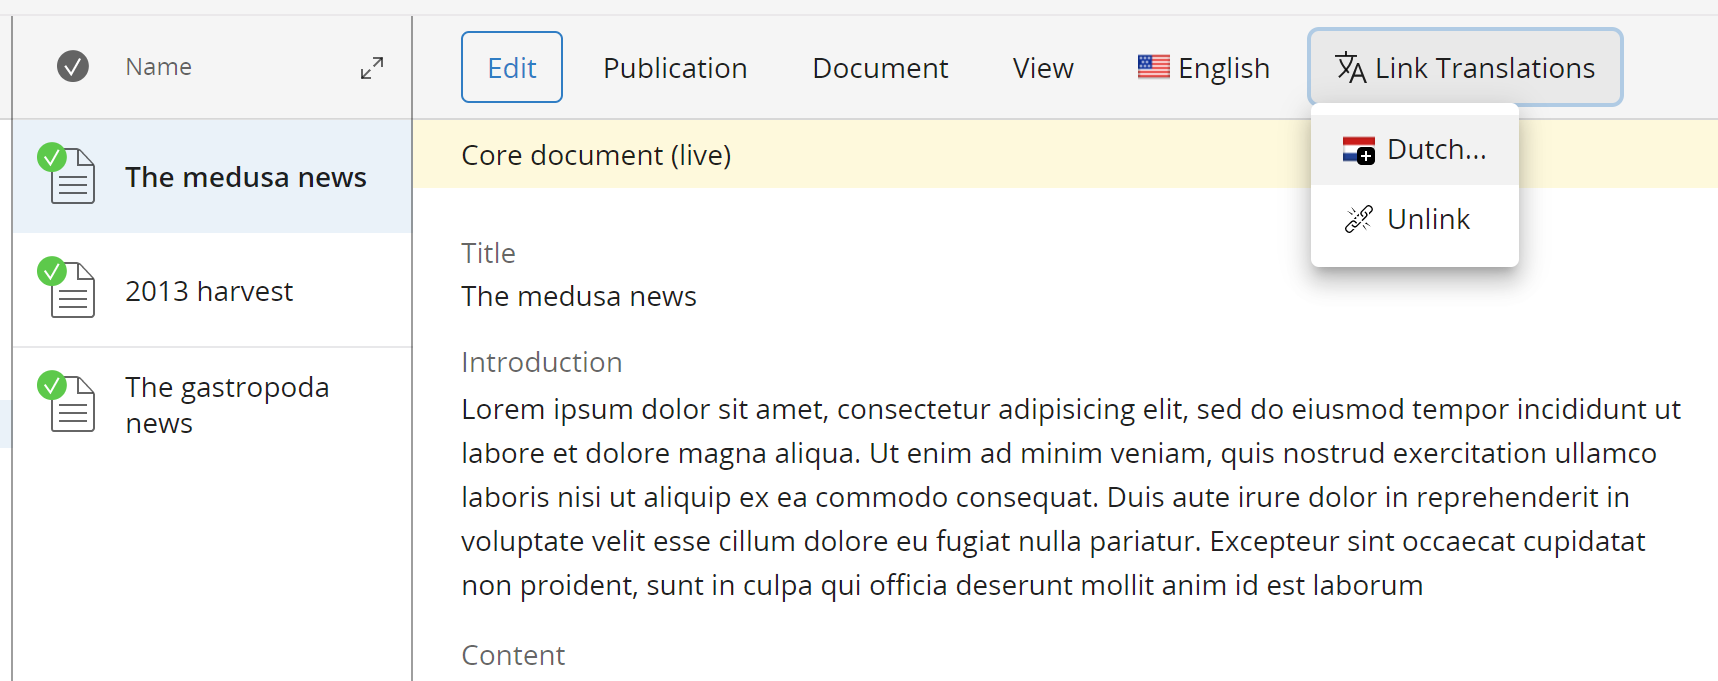 Name
Edit Publication Document View English Link Translations
Dutch...
Unlink
The medusa news
2013 harvest
The gastropoda
news
Core document (live)
Title
The medusa news
Introduction
Lorem ipsum dolor sit amet, consectetur adipisicing elit, sed do eiusmod tempor incididunt ut
labore et dolore magna aliqua. Ut enim ad minim veniam, quis nostrud exercitation ullamco
laboris nisi ut aliquip ex ea commodo consequat. Duis aute irure dolor in reprehenderit in
voluptate velit esse cillum dolore eu fugiat nulla pariatur. Excepteur sint occaecat cupidatat
non proident, sunt in culpa qui officia deserunt mollit anim id est laborum
Content